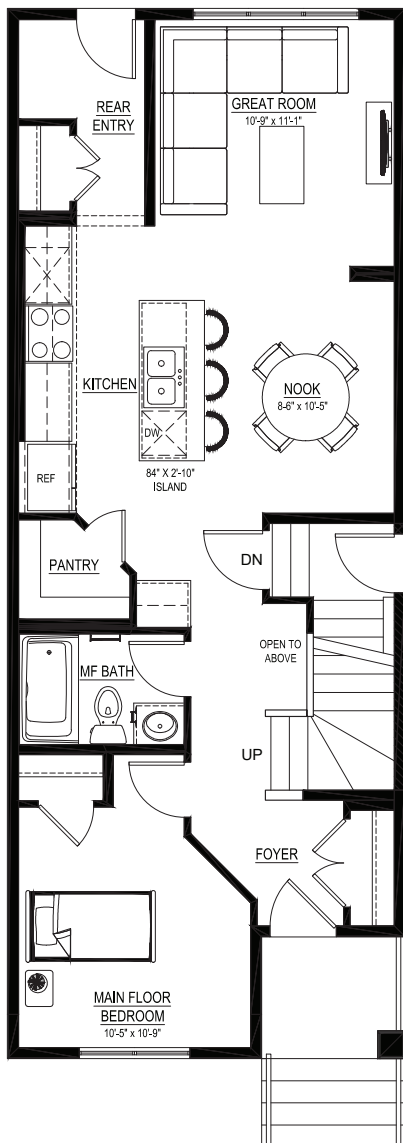 REAR
ENTRY
GREAT ROOM
10'-9" x 11'-1"
KITCHEN
NOOK
8'-6" x 10'-5"
DW
84" X 2'-10"
ISLAND
REF
PANTRY
DN
OPEN TO
ABOVE
MF BATH
UP
FOYER
MAIN FLOOR
BEDROOM
10'-5" x 10'-9"